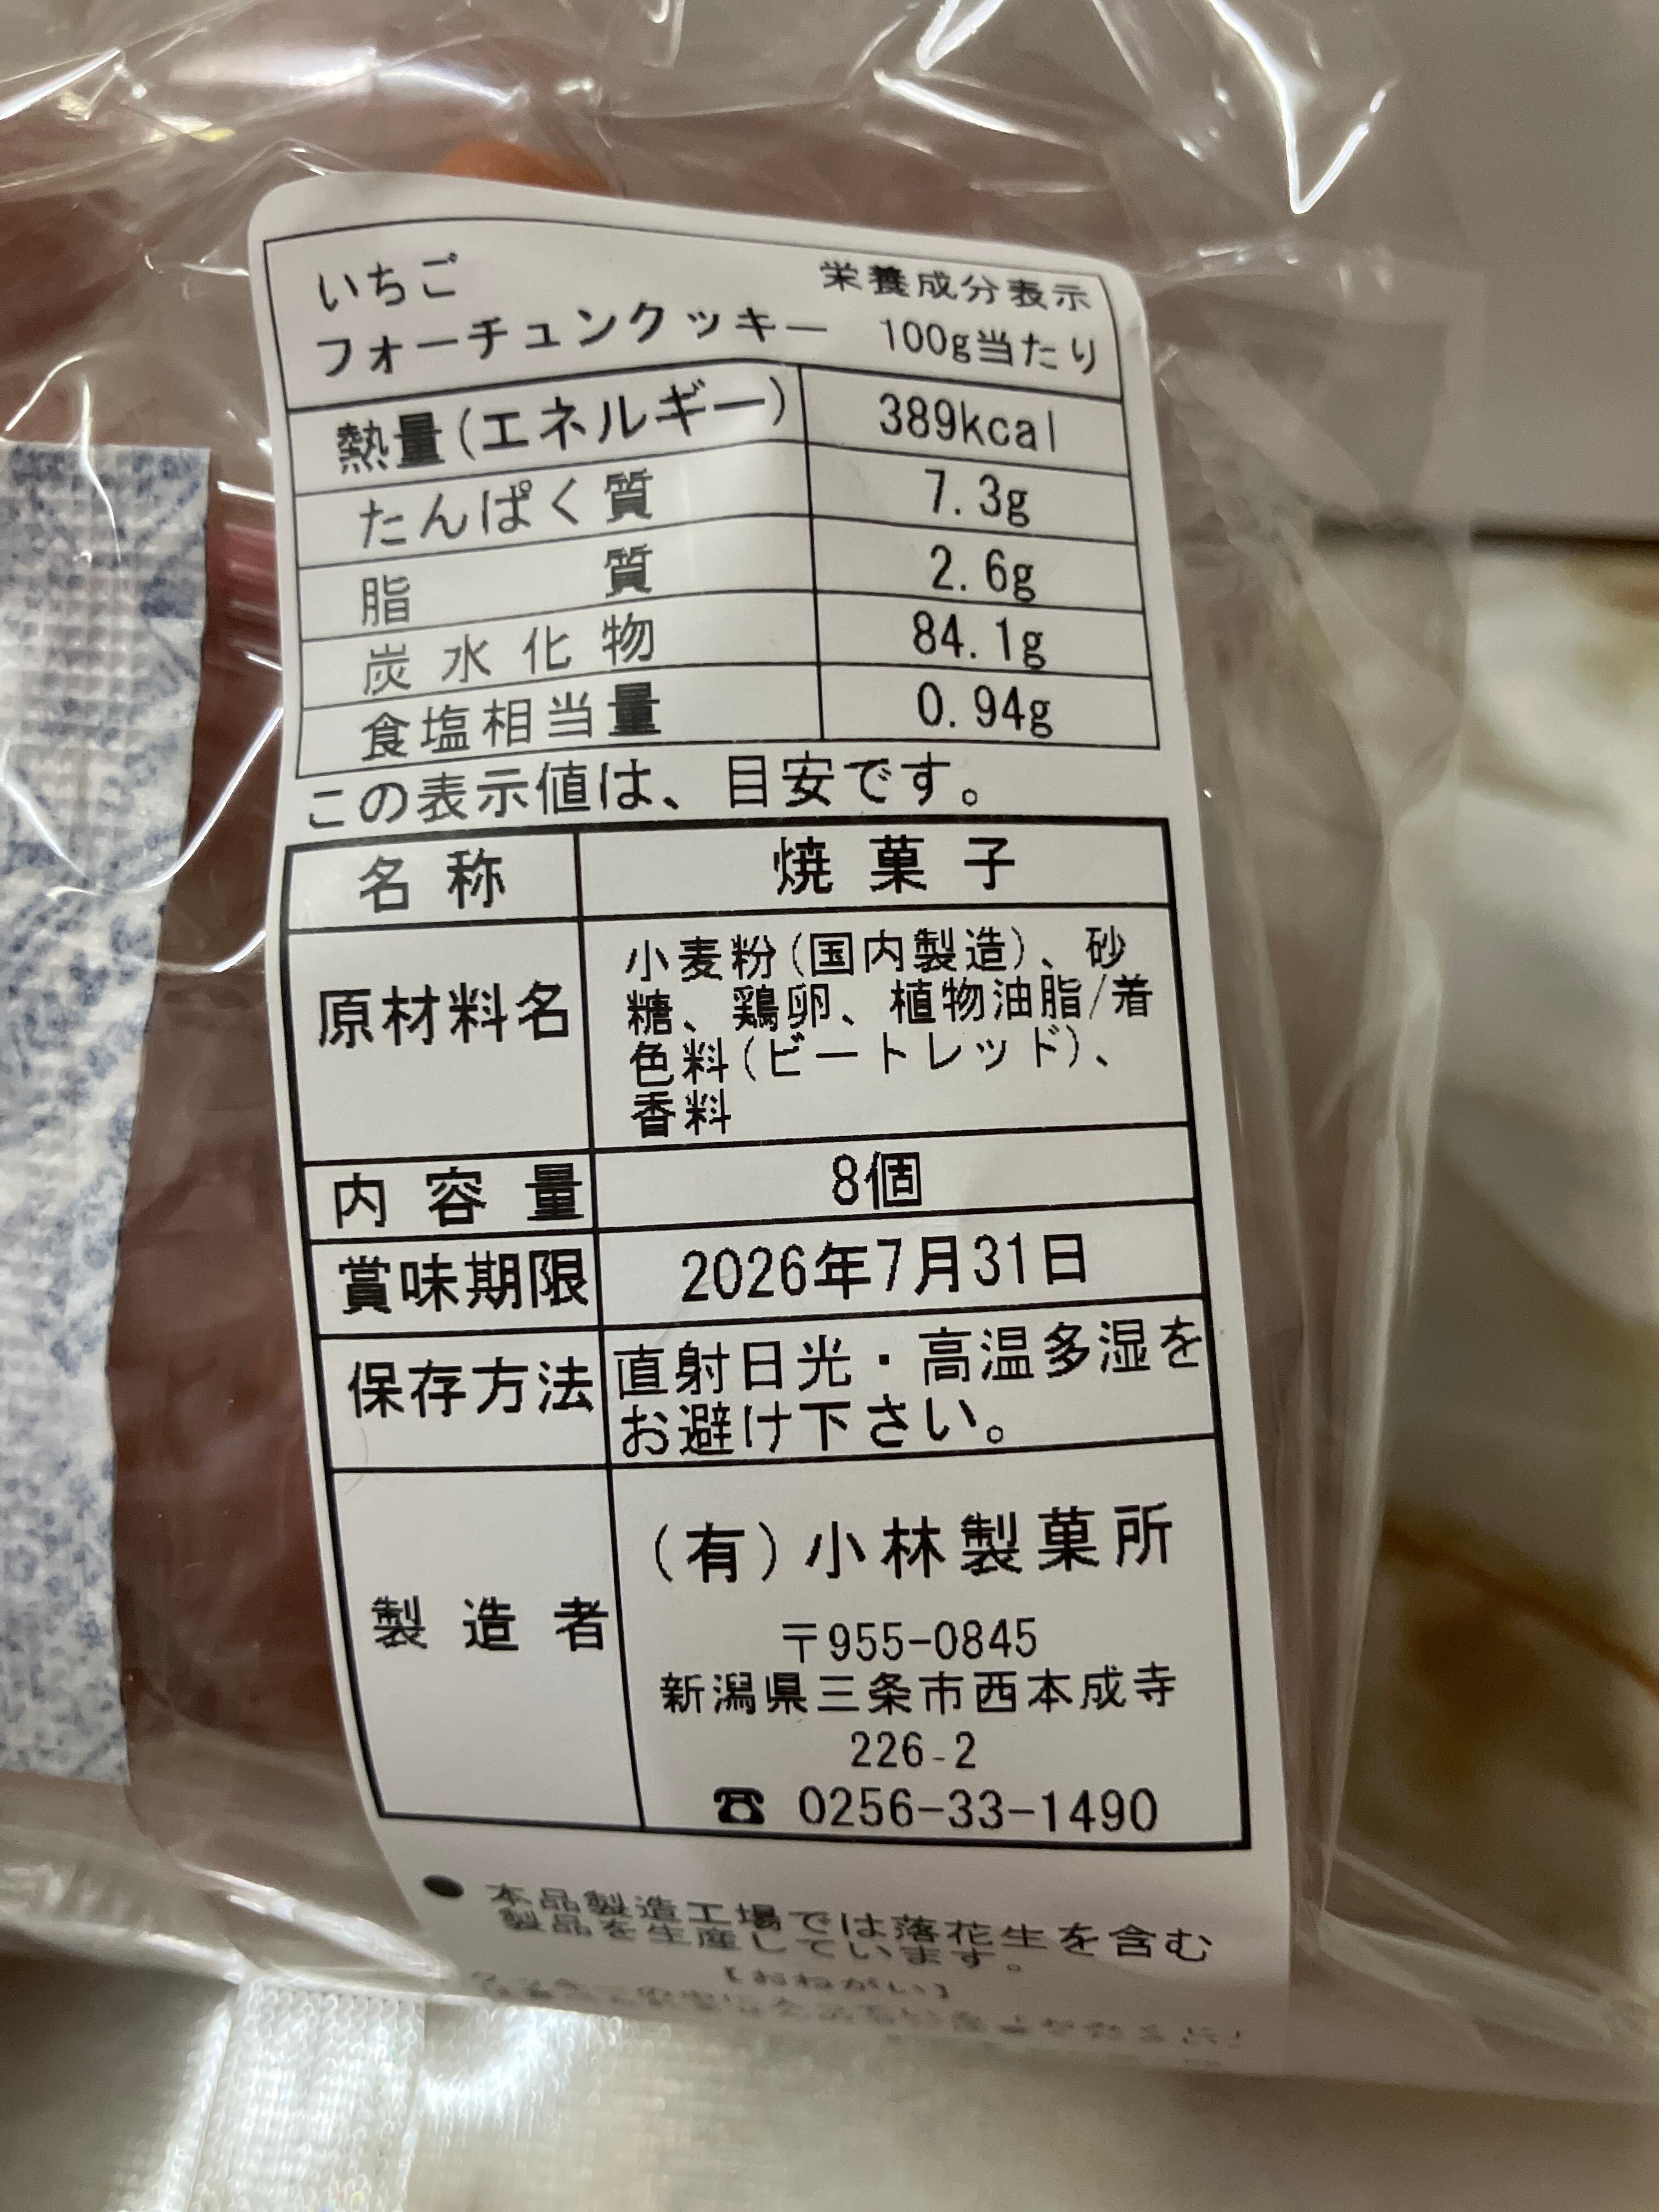 いちご
フォーチュンクッキー
栄養成分表示
100g当たり
熱量(エネルギー) 389kcal
たんぱく質 7.3g
脂質 2.6g
炭水化物 84.1g
食塩相当量 0.94g
この表示値は、目安です。
名称 焼菓子
原材料名
小麦粉(国内製造)、砂
糖、鶏卵、植物油脂/着
色料(ビートレッド)、
香料
内容量 8個
賞味期限 2026年7月31日
保存方法
直射日光・高温多湿を
お避け下さい。
製造者
(有)小林製菓所
〒955-0845
新潟県三条市西本成寺
226-2
☎ 0256-33-1490
● 本品製造工場では落花生を含む
製品を生産しています。
【おねがい】